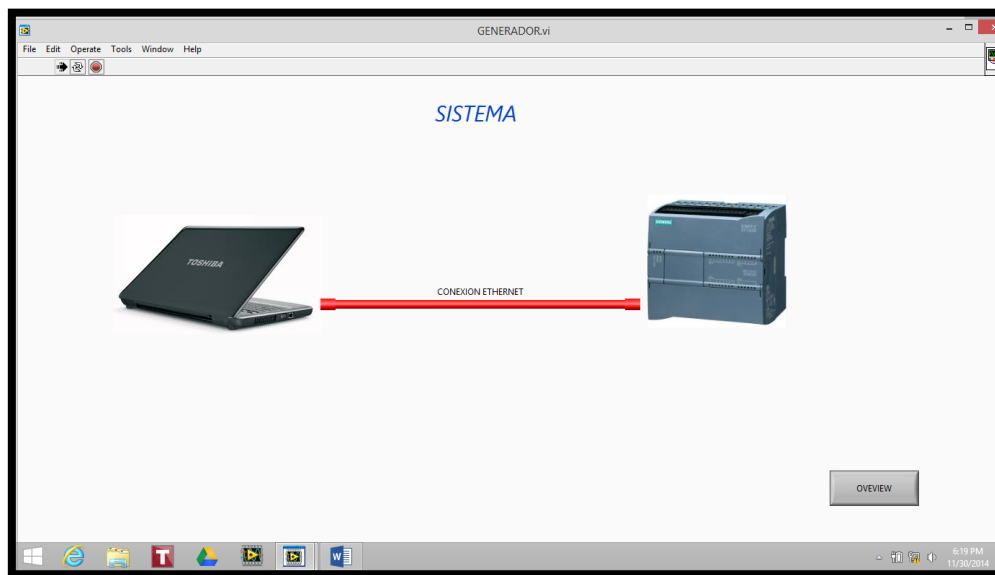 GENERADOR.vi
File Edit Operate Tools Window Help
SISTEMA
TOSHIBA
SIEMENS
CONEXION ETHERNET
OVEVIEW
6:19 PM
11/30/2014